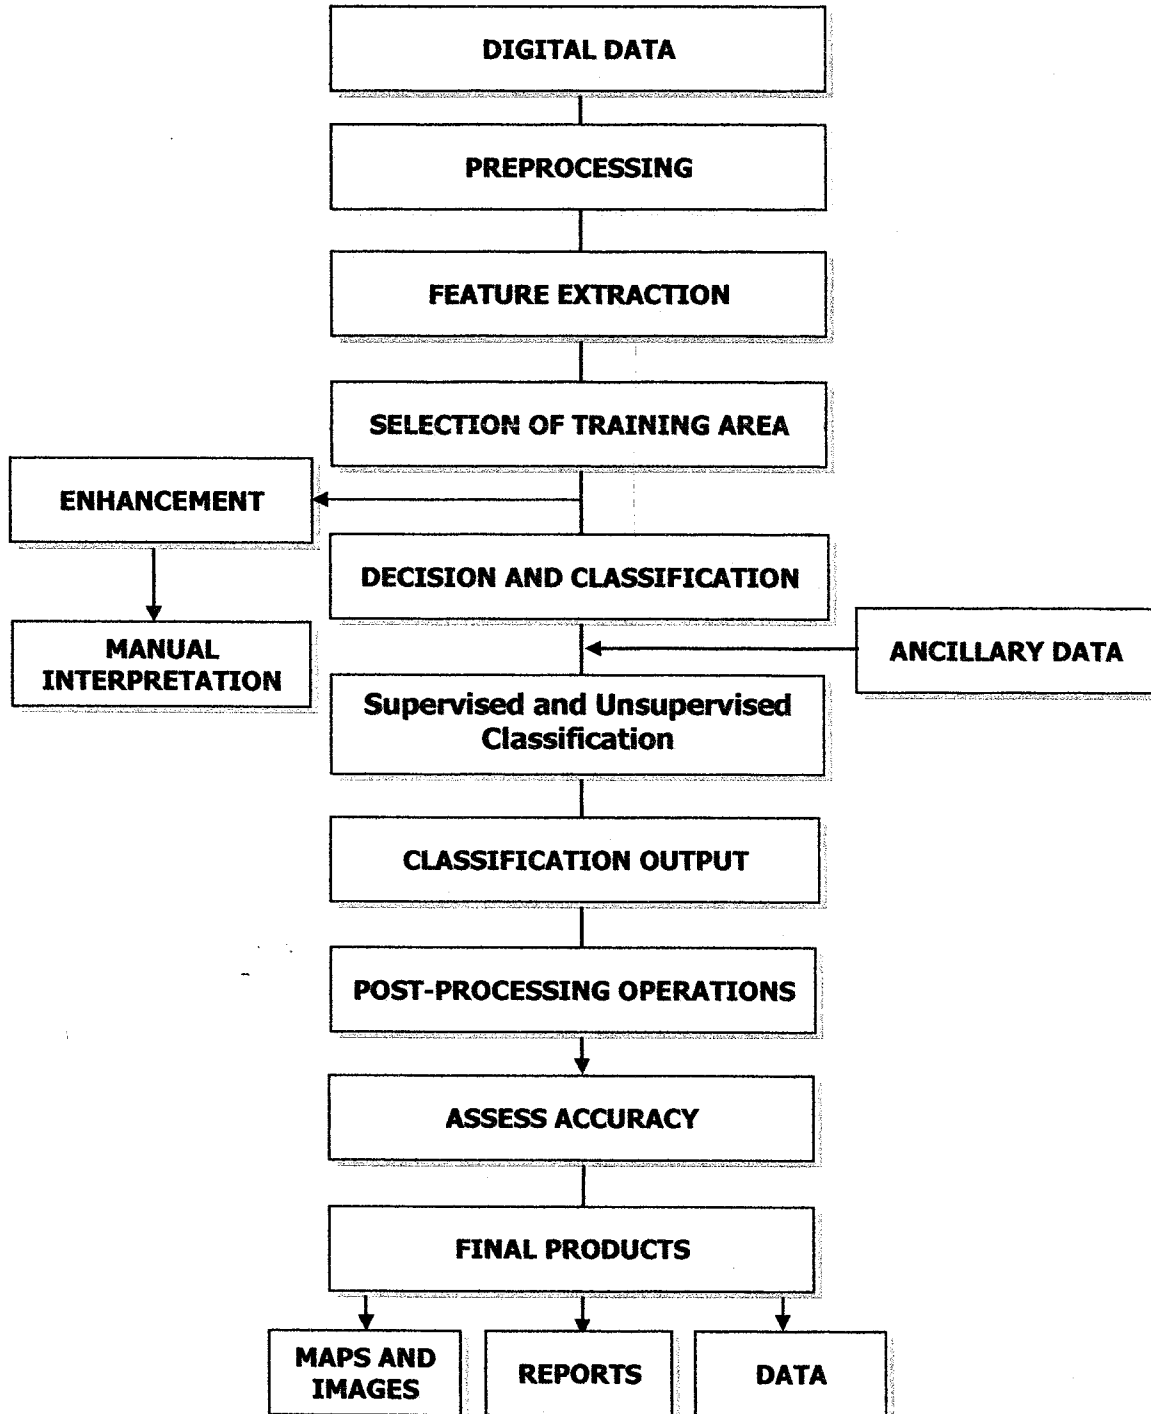 DIGITAL DATA
PREPROCESSING
FEATURE EXTRACTION
SELECTION OF TRAINING AREA
ENHANCEMENT
DECISION AND CLASSIFICATION
MANUAL
INTERPRETATION
ANCILLARY DATA
Supervised and Unsupervised
Classification
CLASSIFICATION OUTPUT
POST-PROCESSING OPERATIONS
ASSESS ACCURACY
FINAL PRODUCTS
MAPS AND
IMAGES
REPORTS
DATA